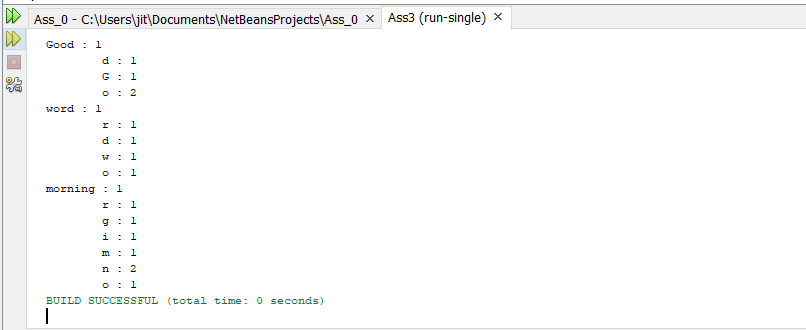 Ass_0 - C:\Users\jit\Documents\NetBeansProjects\Ass_0 × Ass3 (run-single) ×
Good : 1
d : 1
G : 1
o : 2
word : 1
r : 1
d : 1
w : 1
o : 1
morning : 1
r : 1
g : 1
i : 1
m : 1
n : 2
o : 1
BUILD SUCCESSFUL (total time: 0 seconds)